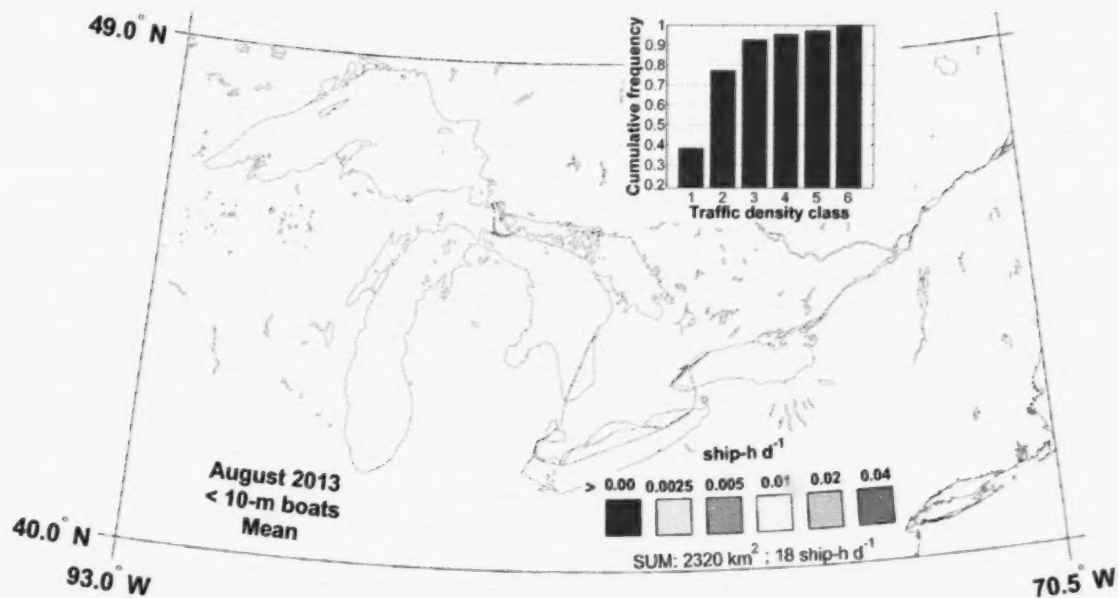 49.0° N
Cumulative frequency
1
0.9
0.8
0.7
0.6
0.5
0.4
0.3
0.2
1 2 3 4 5 6
Traffic density class
August 2013
< 10-m boats
Mean
ship-h d⁻¹
> 0.00 0.0025 0.005 0.01 0.02 0.04
SUM: 2320 km² ; 18 ship-h d⁻¹
40.0° N
93.0° W
70.5° W